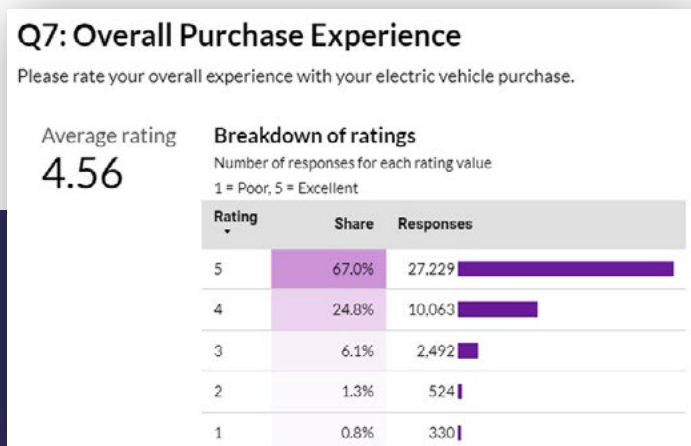 Q7: Overall Purchase Experience
Please rate your overall experience with your electric vehicle purchase.
Average rating
4.56
Breakdown of ratings
Number of responses for each rating value
1 = Poor, 5 = Excellent
Rating Share Responses
5 67.0% 27,229
4 24.8% 10,063
3 6.1% 2,492
2 1.3% 524
1 0.8% 330